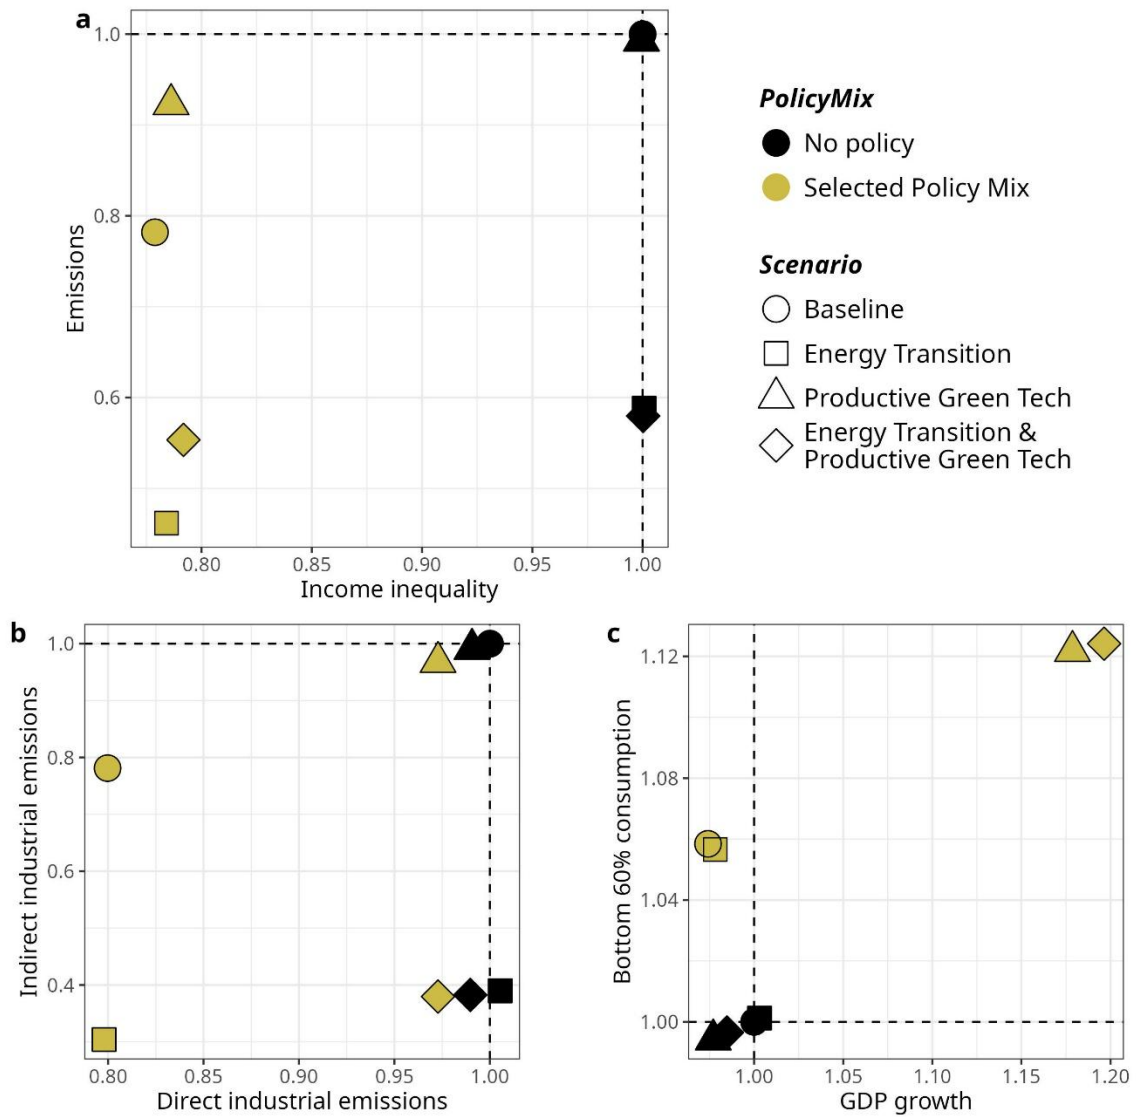 a
1.0
0.8
0.6
Emissions
0.80
0.85
0.90
0.95
1.00
Income inequality
PolicyMix
No policy
Selected Policy Mix
Scenario
Baseline
Energy Transition
Productive Green Tech
Energy Transition &
Productive Green Tech
b
1.0
0.8
0.6
0.4
Indirect industrial emissions
0.80
0.85
0.90
0.95
1.00
Direct industrial emissions
c
1.12
1.08
1.04
1.00
Bottom 60% consumption
1.00
1.05
1.10
1.15
1.20
GDP growth